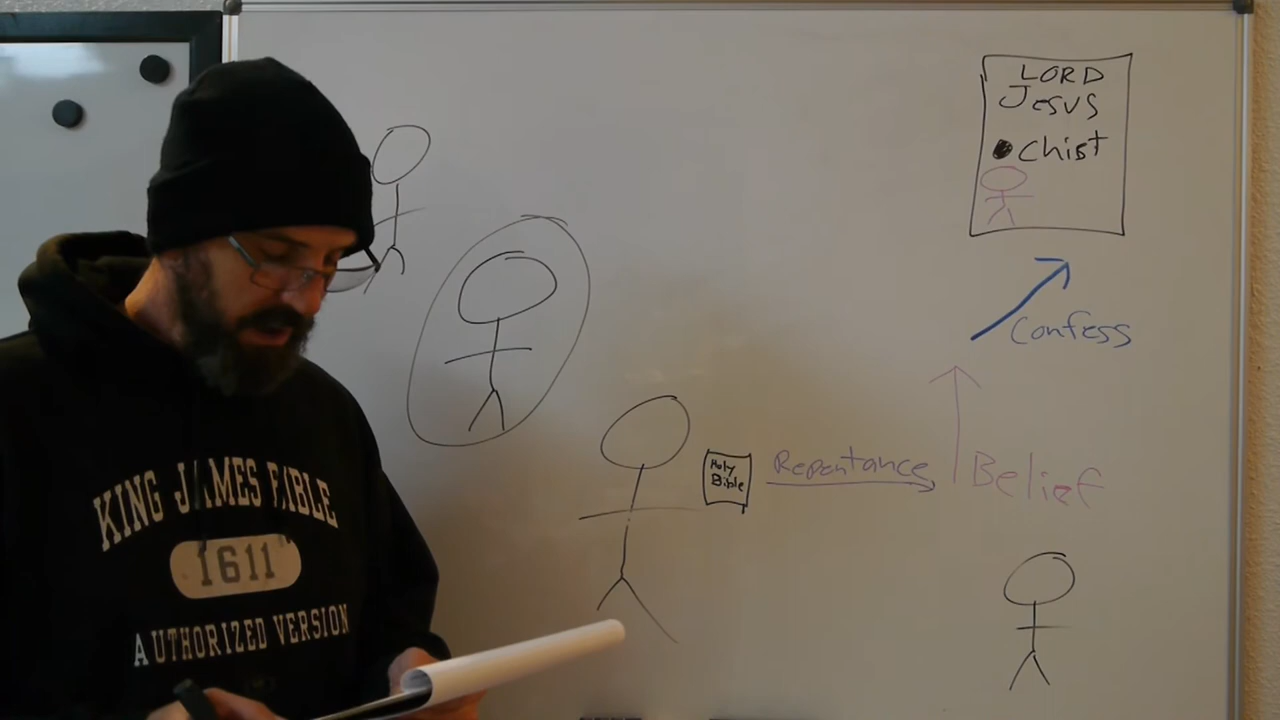 LORD
Jesus
Chist
Confess
Holy
Bible
Repentance
Belief
KING JAMES BIBLE
1611
AUTHORIZED VERSION